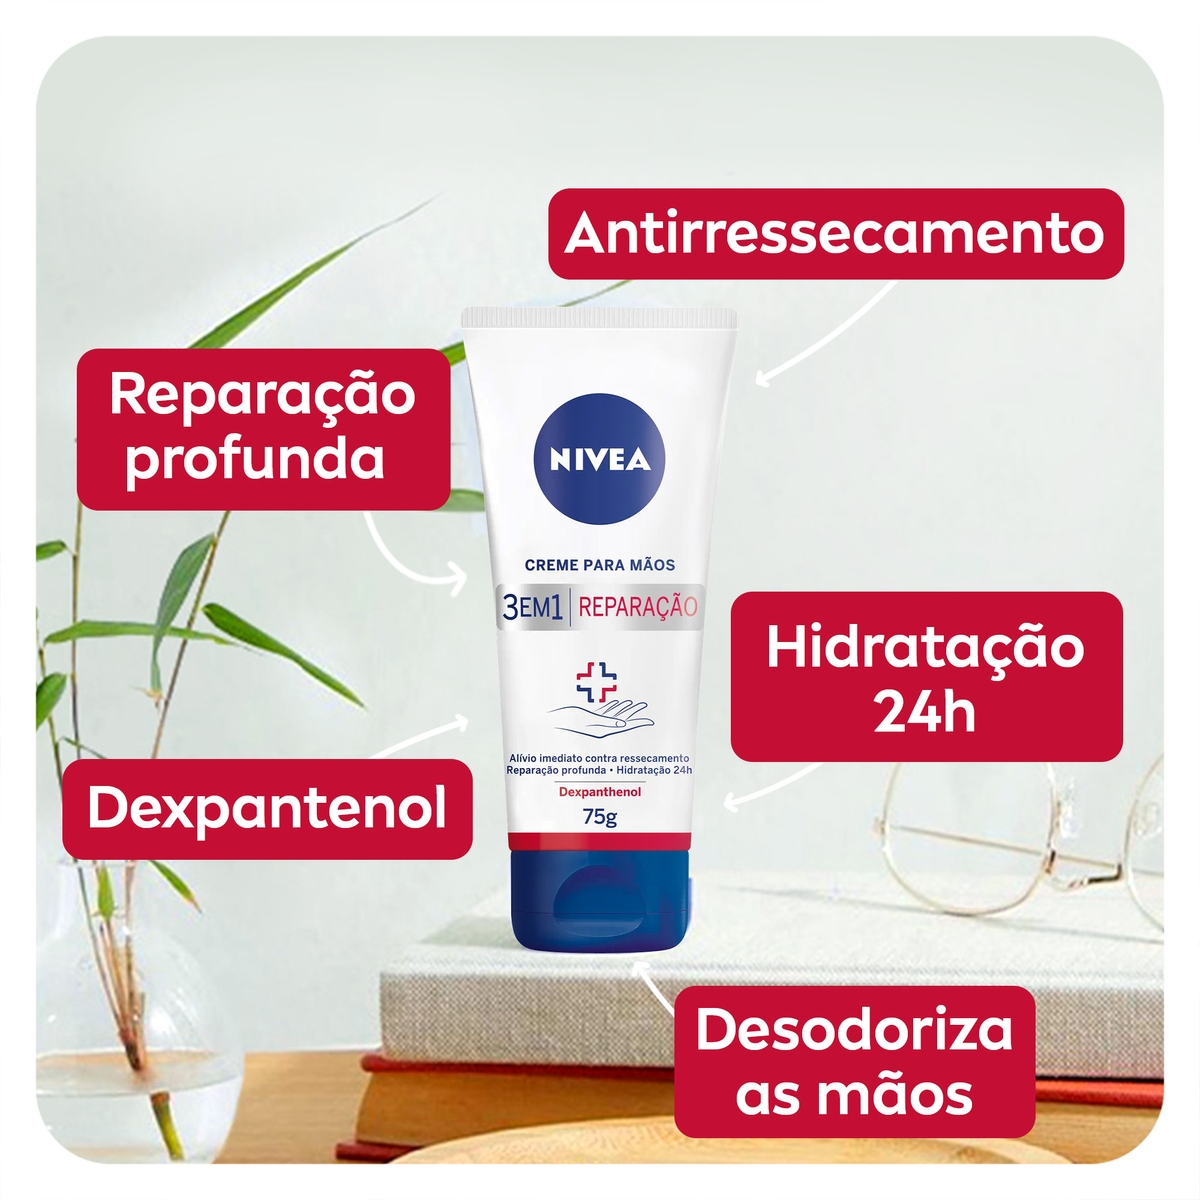 Antirressecamento
Reparação
profunda
NIVEA
CREME PARA MÃOS
3EM1 REPARAÇÃO
Hidratação
24h
Alívio imediato contra ressecamento
Reparação profunda • Hidratação 24h
Dexpanthenol
75g
Dexpantenol
Desodoriza
as mãos